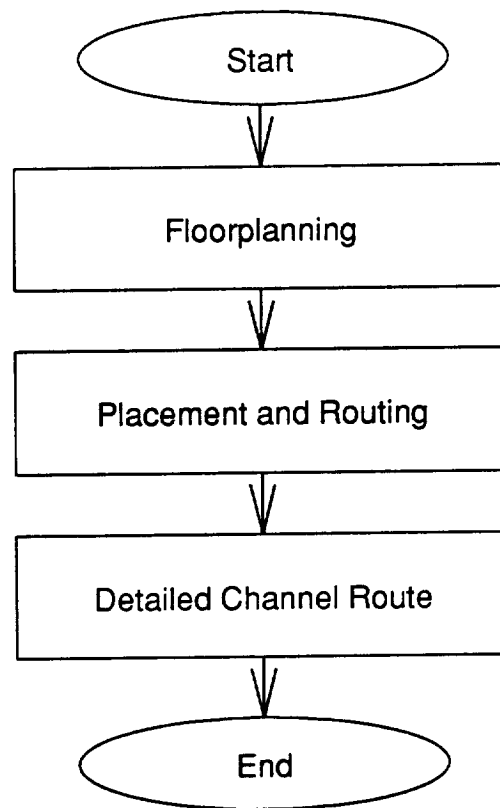 Start
Floorplanning
Placement and Routing
Detailed Channel Route
End